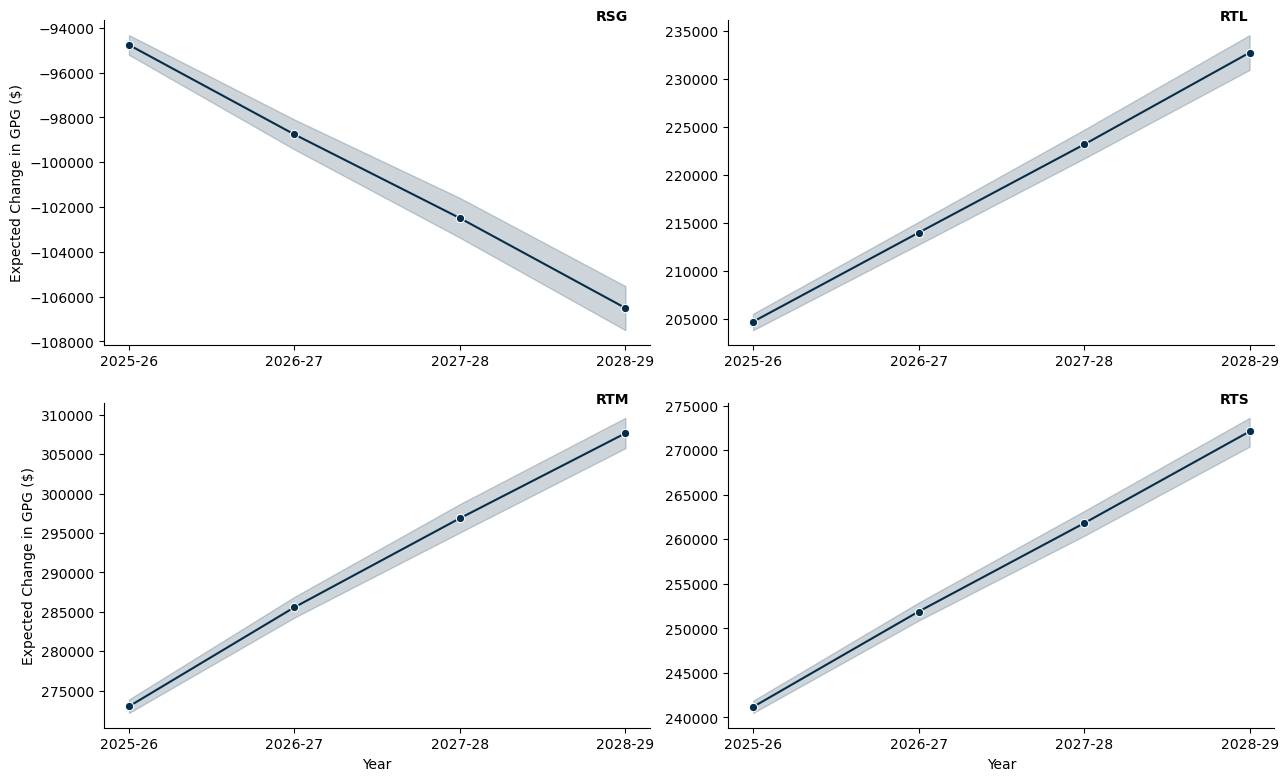 RSG
Expected Change in GPG ($)
−94000
−96000
−98000
−100000
−102000
−104000
−106000
−108000
2025-26 2026-27 2027-28 2028-29
RTL
235000
230000
225000
220000
215000
210000
205000
2025-26 2026-27 2027-28 2028-29
RTM
Expected Change in GPG ($)
310000
305000
300000
295000
290000
285000
280000
275000
2025-26 2026-27 2027-28 2028-29
Year
RTS
275000
270000
265000
260000
255000
250000
245000
240000
2025-26 2026-27 2027-28 2028-29
Year